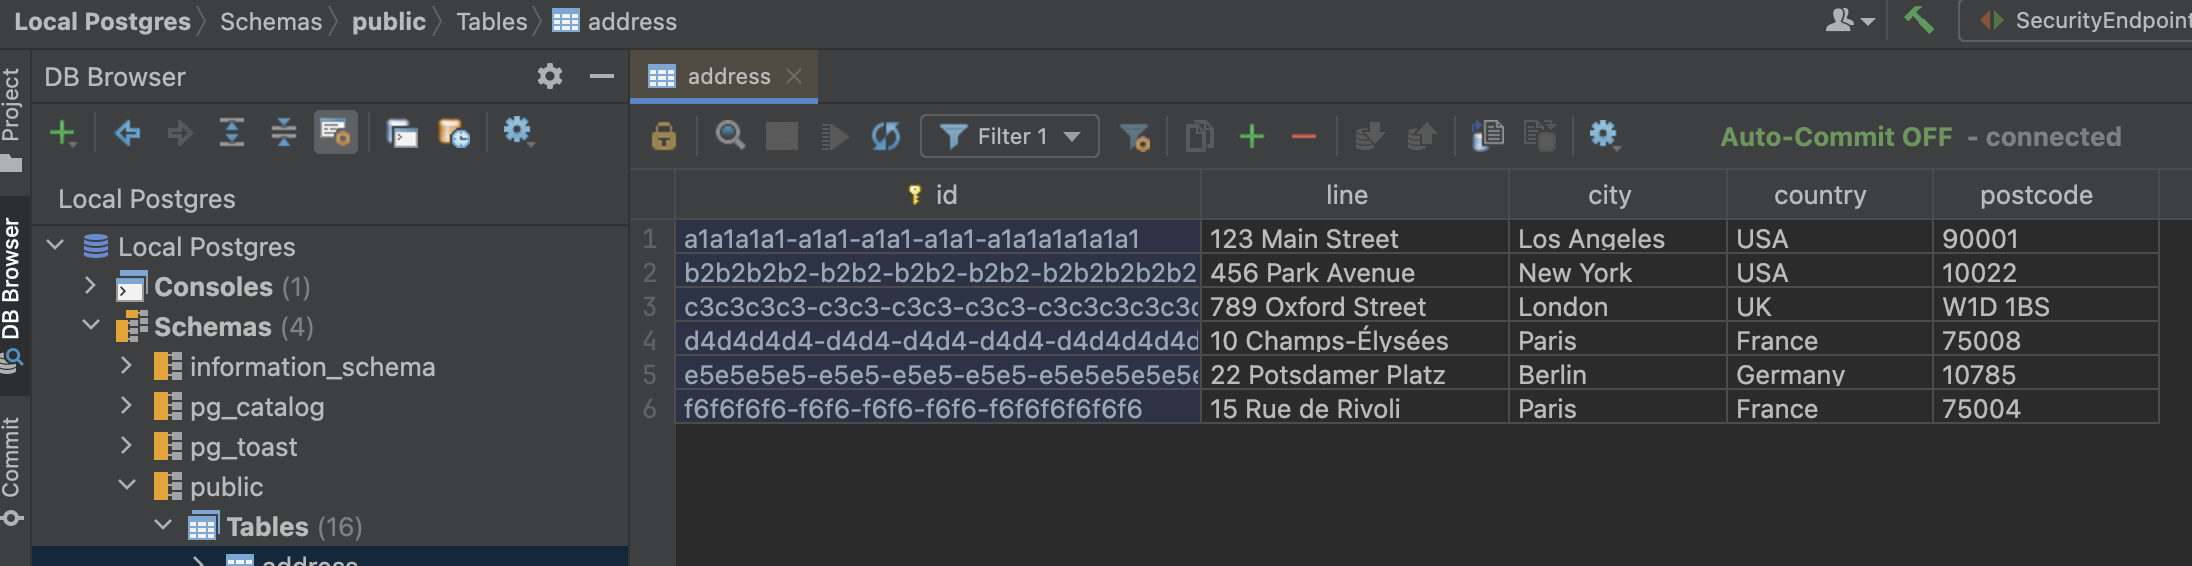 Local Postgres Schemas public Tables address
SecurityEndpoint
Project
DB Browser
Commit
DB Browser
Local Postgres
Local Postgres
Consoles (1)
Schemas (4)
information_schema
pg_catalog
pg_toast
public
Tables (16)
address
address
Filter 1
Auto-Commit OFF - connected
id line city country postcode
1 a1a1a1a1-a1a1-a1a1-a1a1-a1a1a1a1a1a1 123 Main Street Los Angeles USA 90001
2 b2b2b2b2-b2b2-b2b2-b2b2-b2b2b2b2b2 456 Park Avenue New York USA 10022
3 c3c3c3c3-c3c3-c3c3-c3c3-c3c3c3c3c3c 789 Oxford Street London UK W1D 1BS
4 d4d4d4d4-d4d4-d4d4-d4d4-d4d4d4d4d 10 Champs-Élysées Paris France 75008
5 e5e5e5e5-e5e5-e5e5-e5e5-e5e5e5e5e5e 22 Potsdamer Platz Berlin Germany 10785
6 f6f6f6f6-f6f6-f6f6-f6f6-f6f6f6f6f6f6 15 Rue de Rivoli Paris France 75004